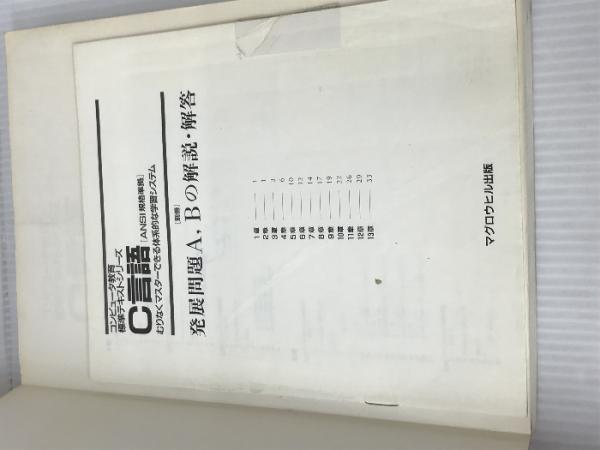 コンピュータ教育
標準テキストシリーズ
C言語[ANSI規格準拠]
むりなくマスターできる体系的な学習システム
[別冊]
発展問題A，Bの解説・解答
1章 1
2章 1
3章 3
4章 6
5章 10
6章 12
7章 14
8章 17
9章 19
10章 22
11章 26
12章 29
13章 33
マグロウヒル出版